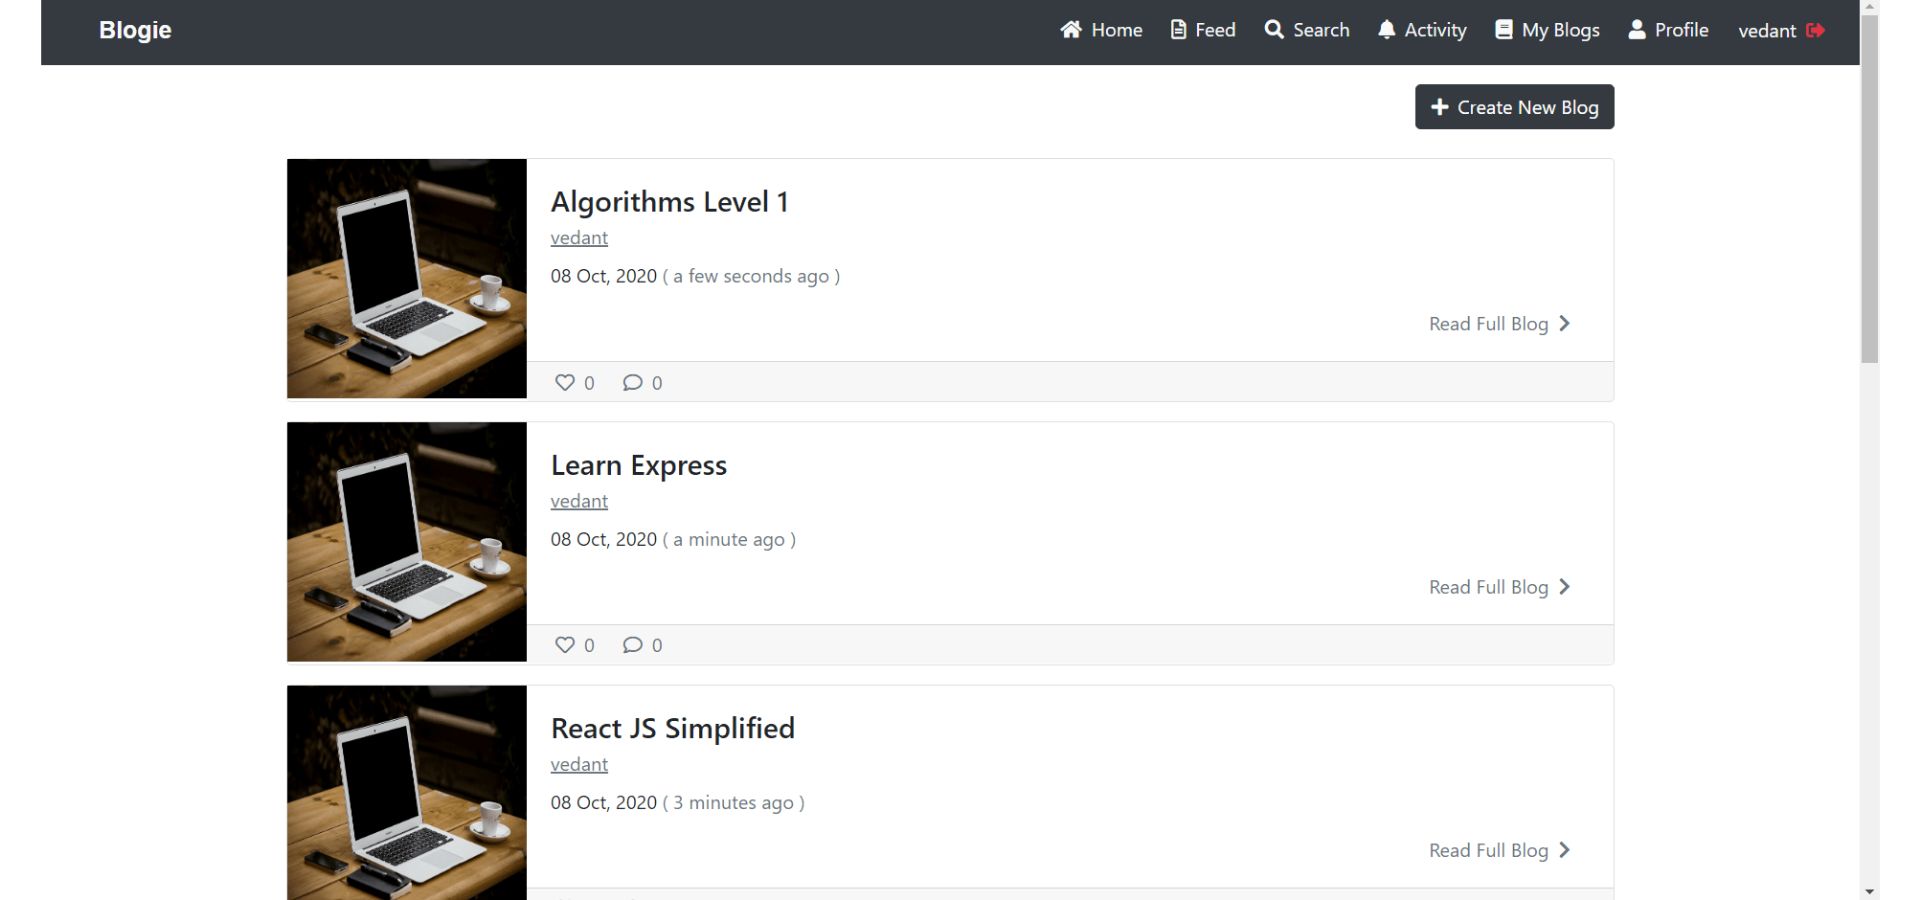 Blogie Home Feed Search Activity My Blogs Profile vedant
Create New Blog
Algorithms Level 1
vedant
08 Oct, 2020 ( a few seconds ago )
Read Full Blog
0 0
Learn Express
vedant
08 Oct, 2020 ( a minute ago )
Read Full Blog
0 0
React JS Simplified
vedant
08 Oct, 2020 ( 3 minutes ago )
Read Full Blog